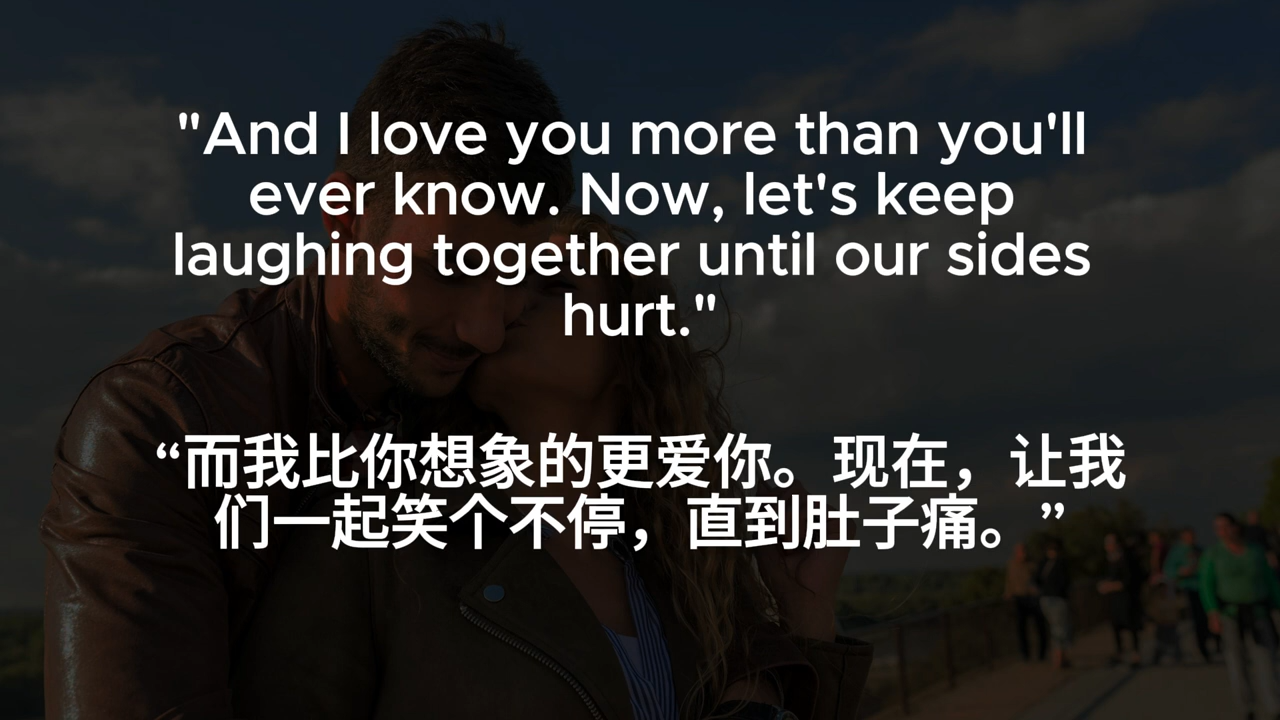 "And I love you more than you'll
ever know. Now, let's keep
laughing together until our sides
hurt."
“而我比你想象的更爱你。现在，让我
们一起笑个不停，直到肚子痛。”